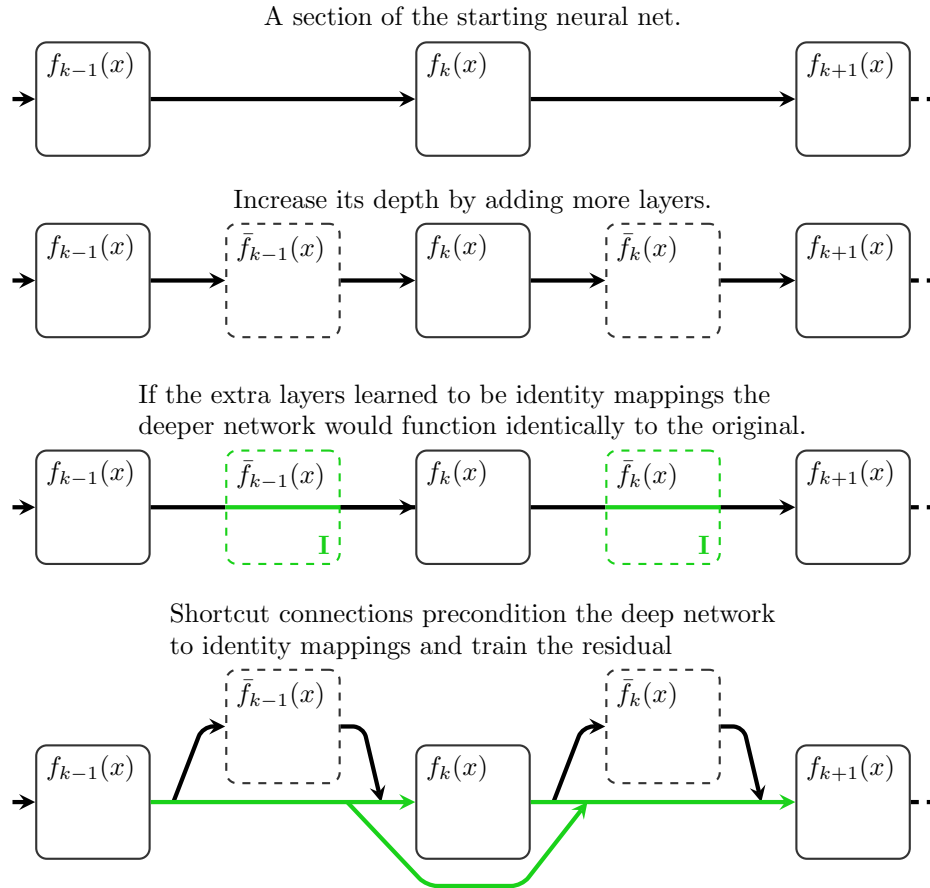 A section of the starting neural net.
f_{k−1}(x) f_k(x) f_{k+1}(x)
Increase its depth by adding more layers.
f_{k−1}(x) f̄_{k−1}(x) f_k(x) f̄_k(x) f_{k+1}(x)
If the extra layers learned to be identity mappings the
deeper network would function identically to the original.
f_{k−1}(x) f̄_{k−1}(x) f_k(x) f̄_k(x) f_{k+1}(x)
I I
Shortcut connections precondition the deep network
to identity mappings and train the residual
f̄_{k−1}(x) f̄_k(x)
f_{k−1}(x) f_k(x) f_{k+1}(x)